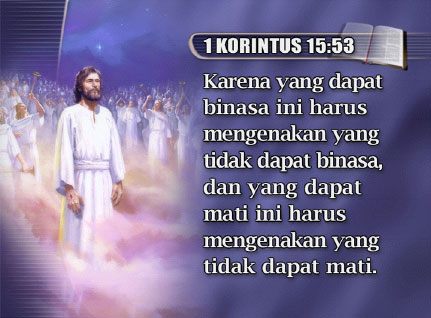 1 KORINTUS 15:53
Karena yang dapat
binasa ini harus
mengenakan yang
tidak dapat binasa,
dan yang dapat
mati ini harus
mengenakan yang
tidak dapat mati.